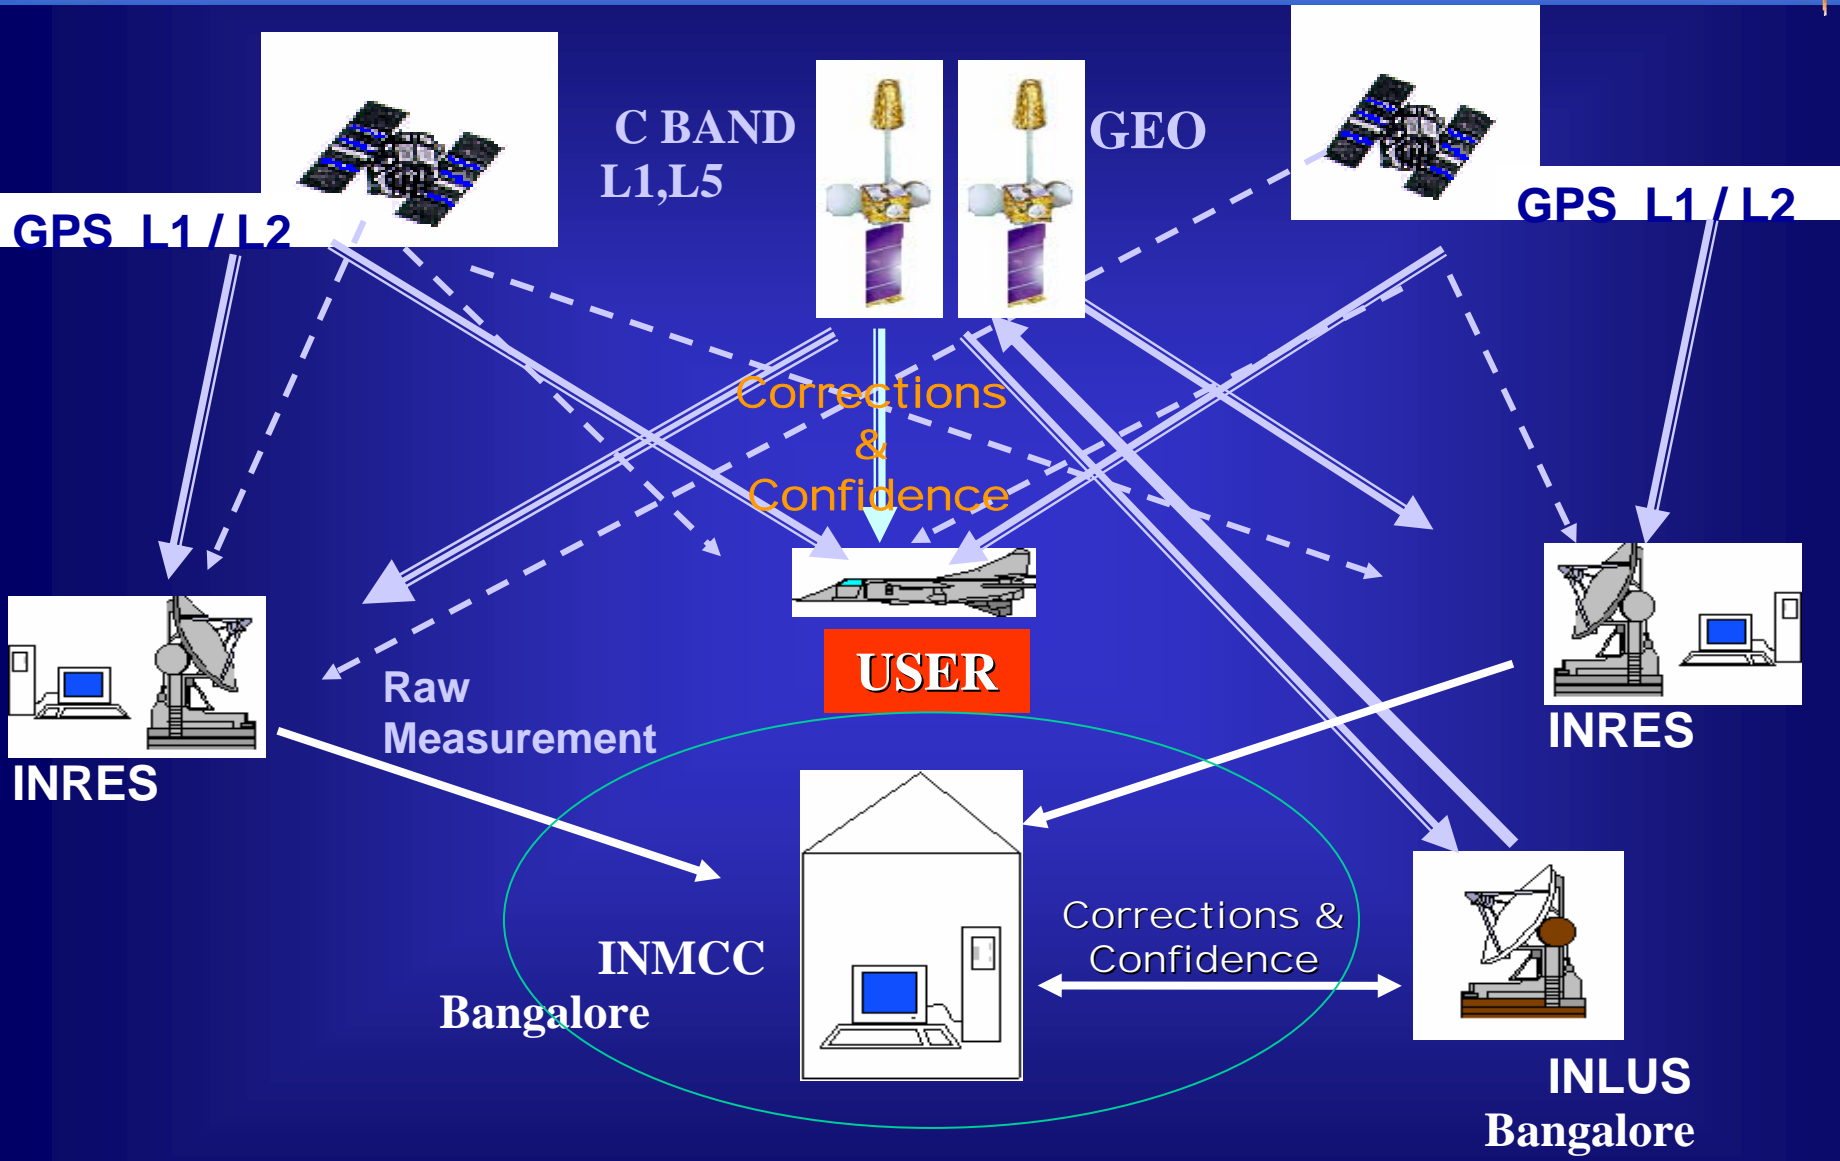 C BAND
L1,L5
GEO
GPS L1 / L2
GPS L1 / L2
Corrections
&
Confidence
USER
Raw
Measurement
INRES
INRES
INMCC
Bangalore
Corrections &
Confidence
INLUS
Bangalore